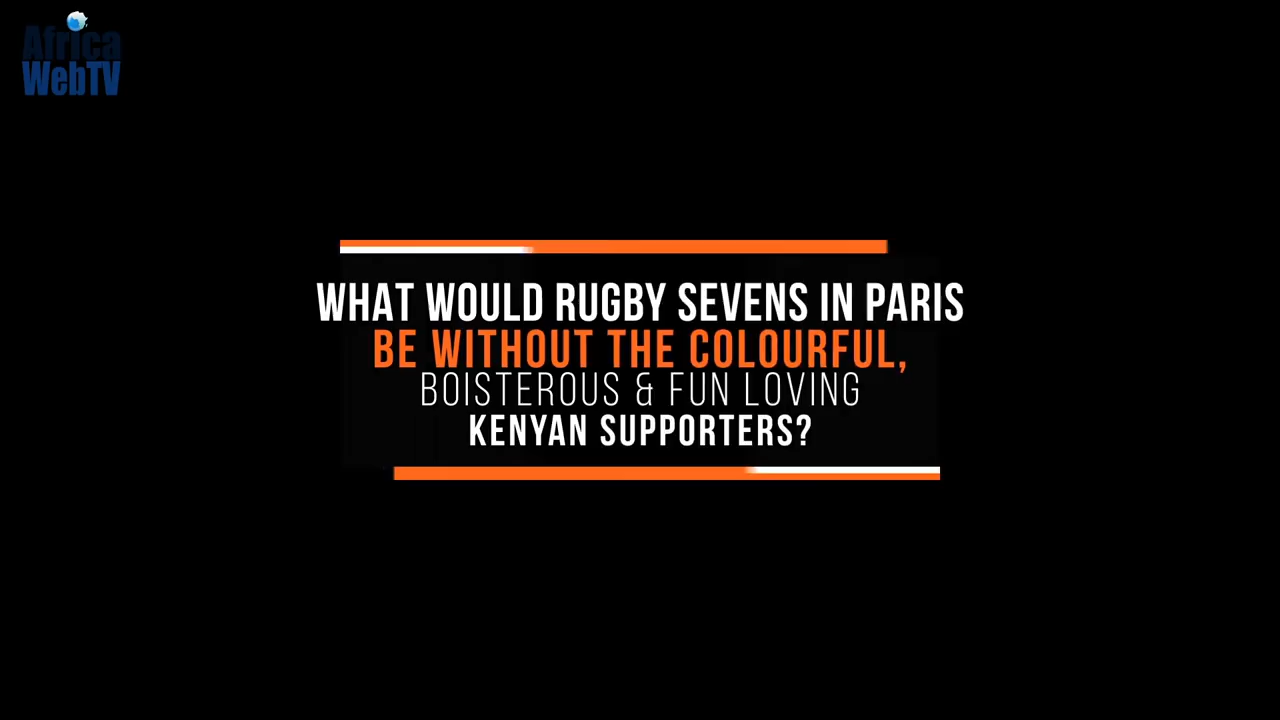 Africa
WebTV
WHAT WOULD RUGBY SEVENS IN PARIS
BE WITHOUT THE COLOURFUL,
BOISTEROUS & FUN LOVING
KENYAN SUPPORTERS?